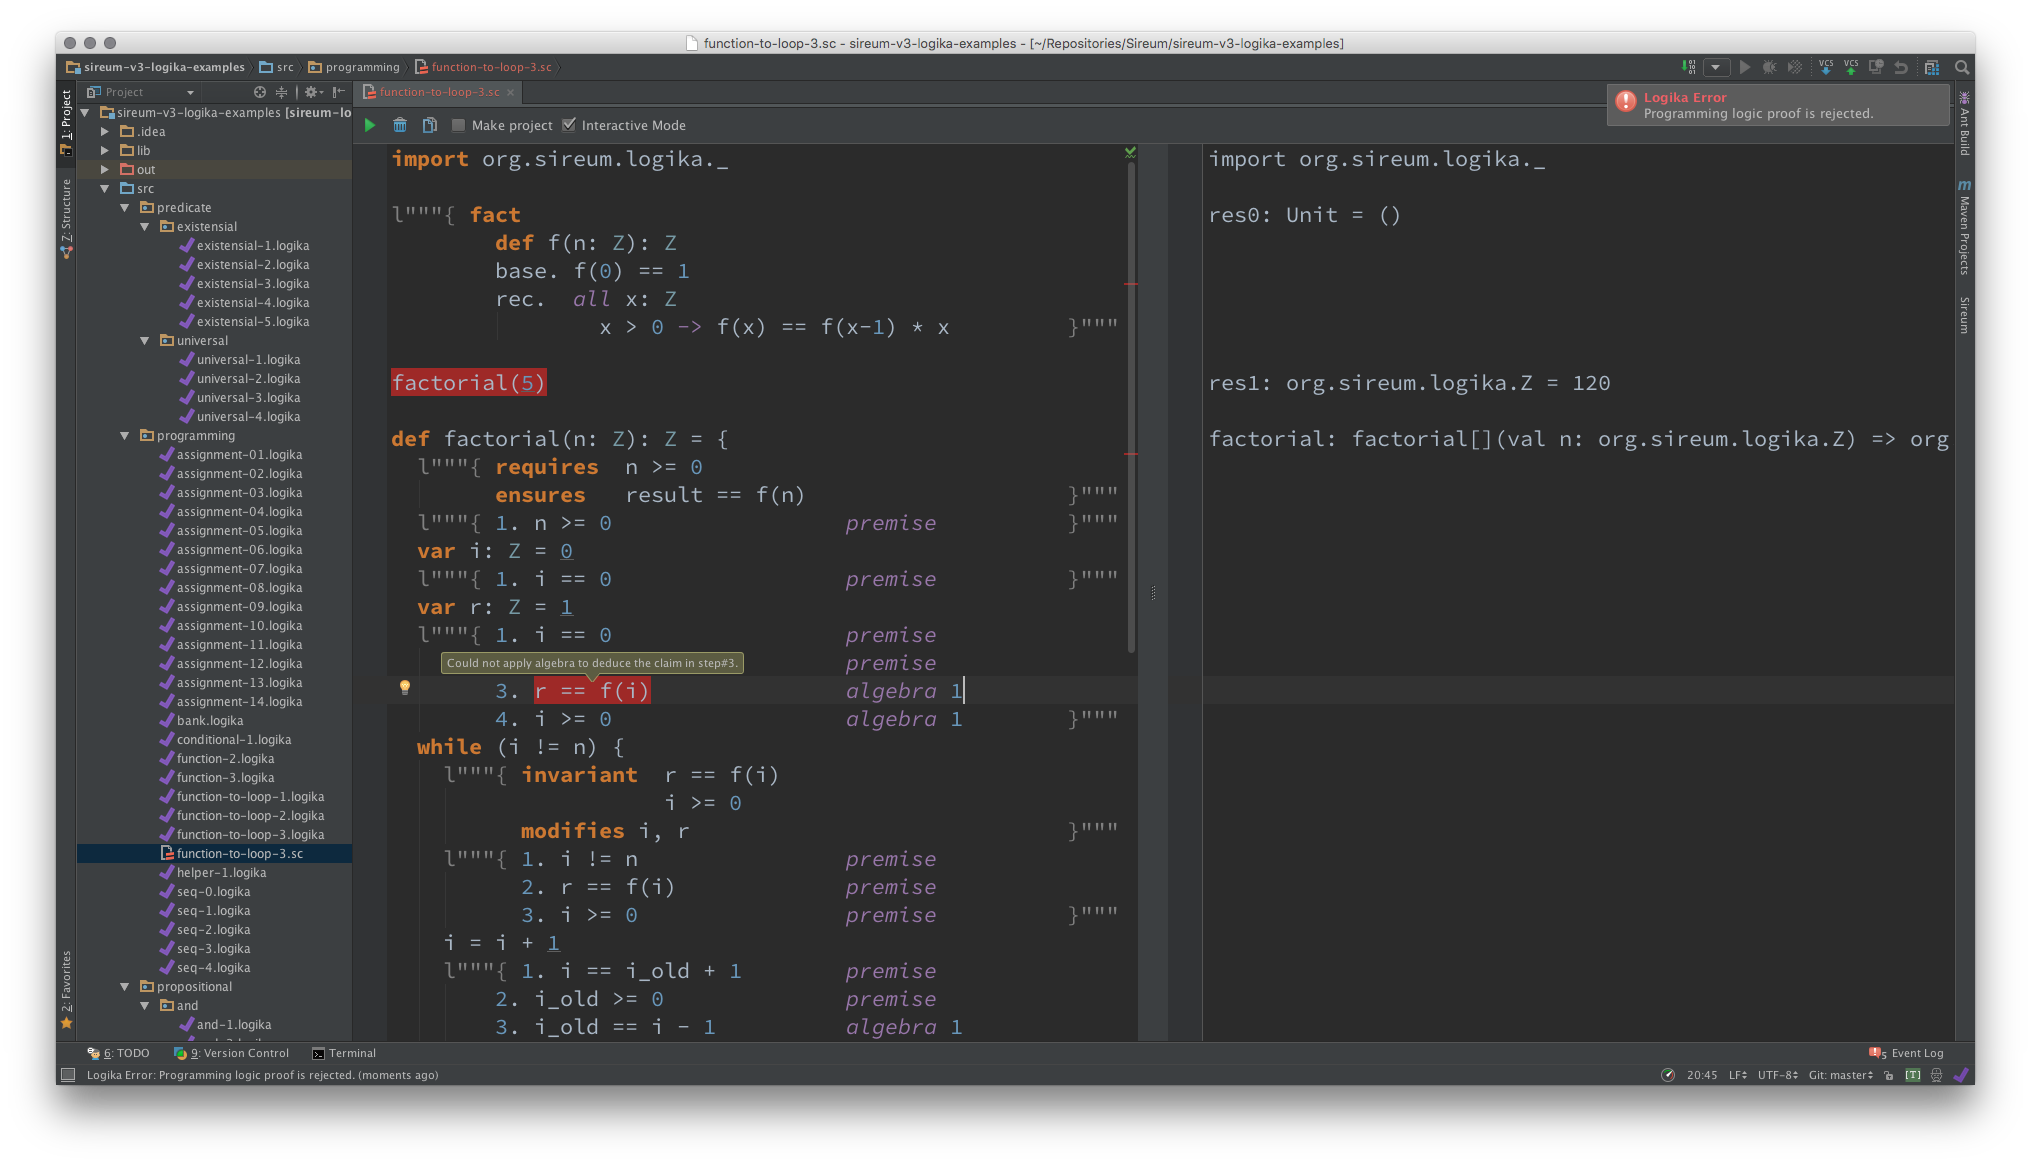 function-to-loop-3.sc - sireum-v3-logika-examples - [~/Repositories/Sireum/sireum-v3-logika-examples]
sireum-v3-logika-examples src programming function-to-loop-3.sc
VCS VCS
1: Project
Z: Structure
2: Favorites
Project
sireum-v3-logika-examples [sireum-lo
.idea
lib
out
src
predicate
existensial
existensial-1.logika
existensial-2.logika
existensial-3.logika
existensial-4.logika
existensial-5.logika
universal
universal-1.logika
universal-2.logika
universal-3.logika
universal-4.logika
programming
assignment-01.logika
assignment-02.logika
assignment-03.logika
assignment-04.logika
assignment-05.logika
assignment-06.logika
assignment-07.logika
assignment-08.logika
assignment-09.logika
assignment-10.logika
assignment-11.logika
assignment-12.logika
assignment-13.logika
assignment-14.logika
bank.logika
conditional-1.logika
function-2.logika
function-3.logika
function-to-loop-1.logika
function-to-loop-2.logika
function-to-loop-3.logika
function-to-loop-3.sc
helper-1.logika
seq-0.logika
seq-1.logika
seq-2.logika
seq-3.logika
seq-4.logika
propositional
and
and-1.logika
function-to-loop-3.sc
Make project Interactive Mode
import org.sireum.logika._
l"""{ fact
def f(n: Z): Z
base. f(0) == 1
rec. all x: Z
x > 0 -> f(x) == f(x-1) * x }"""
factorial(5)
def factorial(n: Z): Z = {
l"""{ requires n >= 0
ensures result == f(n) }"""
l"""{ 1. n >= 0 premise }"""
var i: Z = 0
l"""{ 1. i == 0 premise }"""
var r: Z = 1
l"""{ 1. i == 0 premise
Could not apply algebra to deduce the claim in step#3. premise
3. r == f(i) algebra 1
4. i >= 0 algebra 1 }"""
while (i != n) {
l"""{ invariant r == f(i)
i >= 0
modifies i, r }"""
l"""{ 1. i != n premise
2. r == f(i) premise
3. i >= 0 premise }"""
i = i + 1
l"""{ 1. i == i_old + 1 premise
2. i_old >= 0 premise
3. i_old == i - 1 algebra 1
Logika Error
Programming logic proof is rejected.
import org.sireum.logika._
res0: Unit = ()
res1: org.sireum.logika.Z = 120
factorial: factorial[](val n: org.sireum.logika.Z) => org
Ant Build
m Maven Projects
Sireum
6: TODO 9: Version Control Terminal 5 Event Log
Logika Error: Programming logic proof is rejected. (moments ago) 20:45 LF UTF-8 Git: master [T]